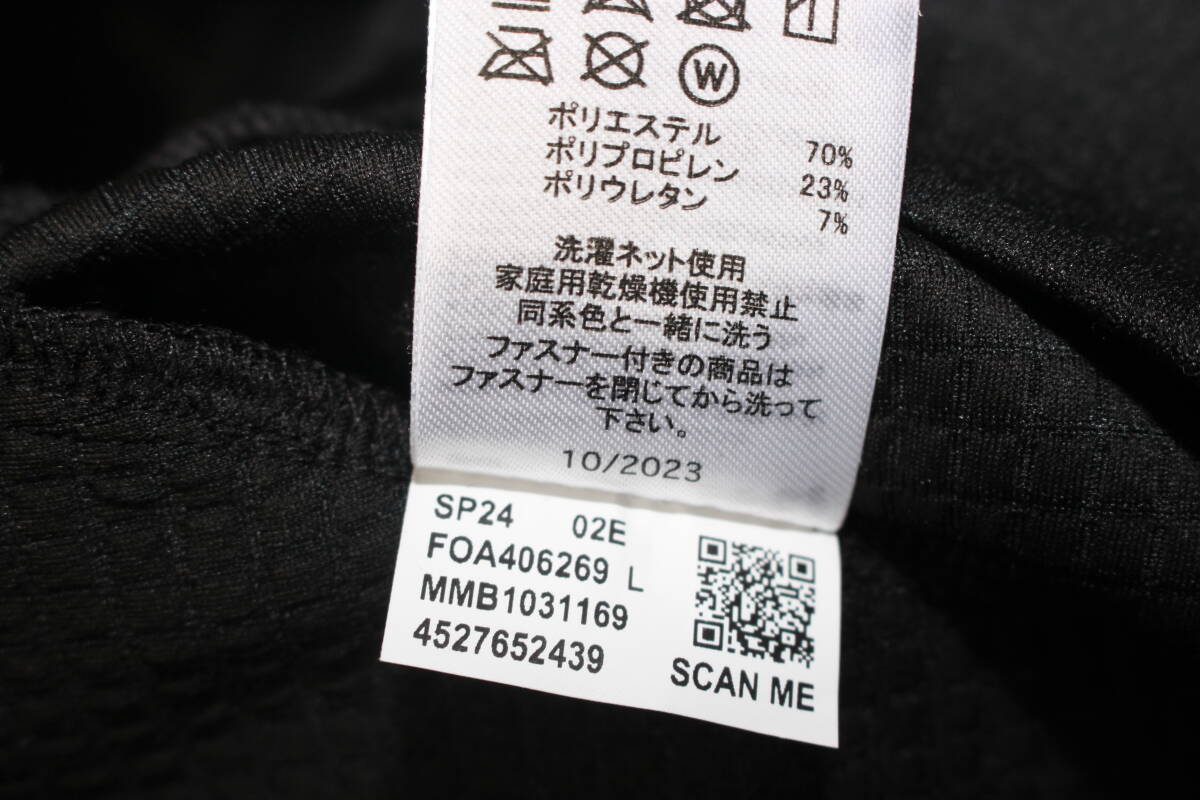 W
ポリエステル 70%
ポリプロピレン 23%
ポリウレタン 7%
洗濯ネット使用
家庭用乾燥機使用禁止
同系色と一緒に洗う
ファスナー付きの商品は
ファスナーを閉じてから洗って
下さい。
10/2023
SP24 02E
FOA406269 L
MMB1031169
4527652439
SCAN ME